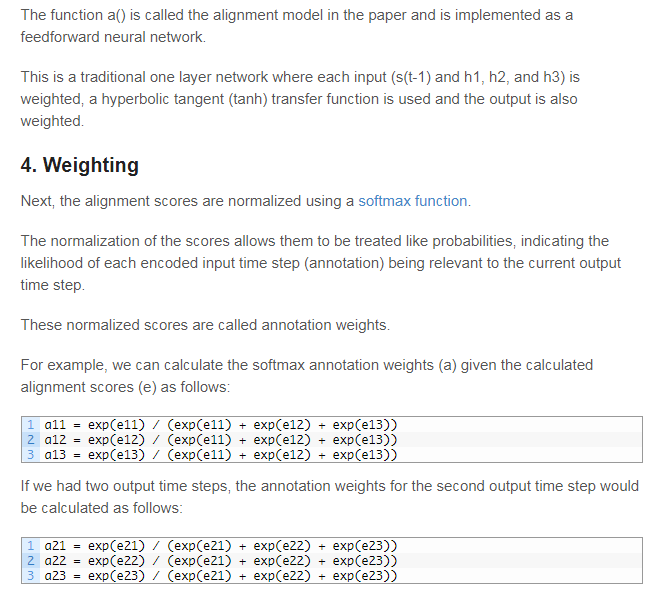 The function a() is called the alignment model in the paper and is implemented as a
feedforward neural network.
This is a traditional one layer network where each input (s(t-1) and h1, h2, and h3) is
weighted, a hyperbolic tangent (tanh) transfer function is used and the output is also
weighted.
4. Weighting
Next, the alignment scores are normalized using a softmax function.
The normalization of the scores allows them to be treated like probabilities, indicating the
likelihood of each encoded input time step (annotation) being relevant to the current output
time step.
These normalized scores are called annotation weights.
For example, we can calculate the softmax annotation weights (a) given the calculated
alignment scores (e) as follows:
1 a11 = exp(e11) / (exp(e11) + exp(e12) + exp(e13))
2 a12 = exp(e12) / (exp(e11) + exp(e12) + exp(e13))
3 a13 = exp(e13) / (exp(e11) + exp(e12) + exp(e13))
If we had two output time steps, the annotation weights for the second output time step would
be calculated as follows:
1 a21 = exp(e21) / (exp(e21) + exp(e22) + exp(e23))
2 a22 = exp(e22) / (exp(e21) + exp(e22) + exp(e23))
3 a23 = exp(e23) / (exp(e21) + exp(e22) + exp(e23))